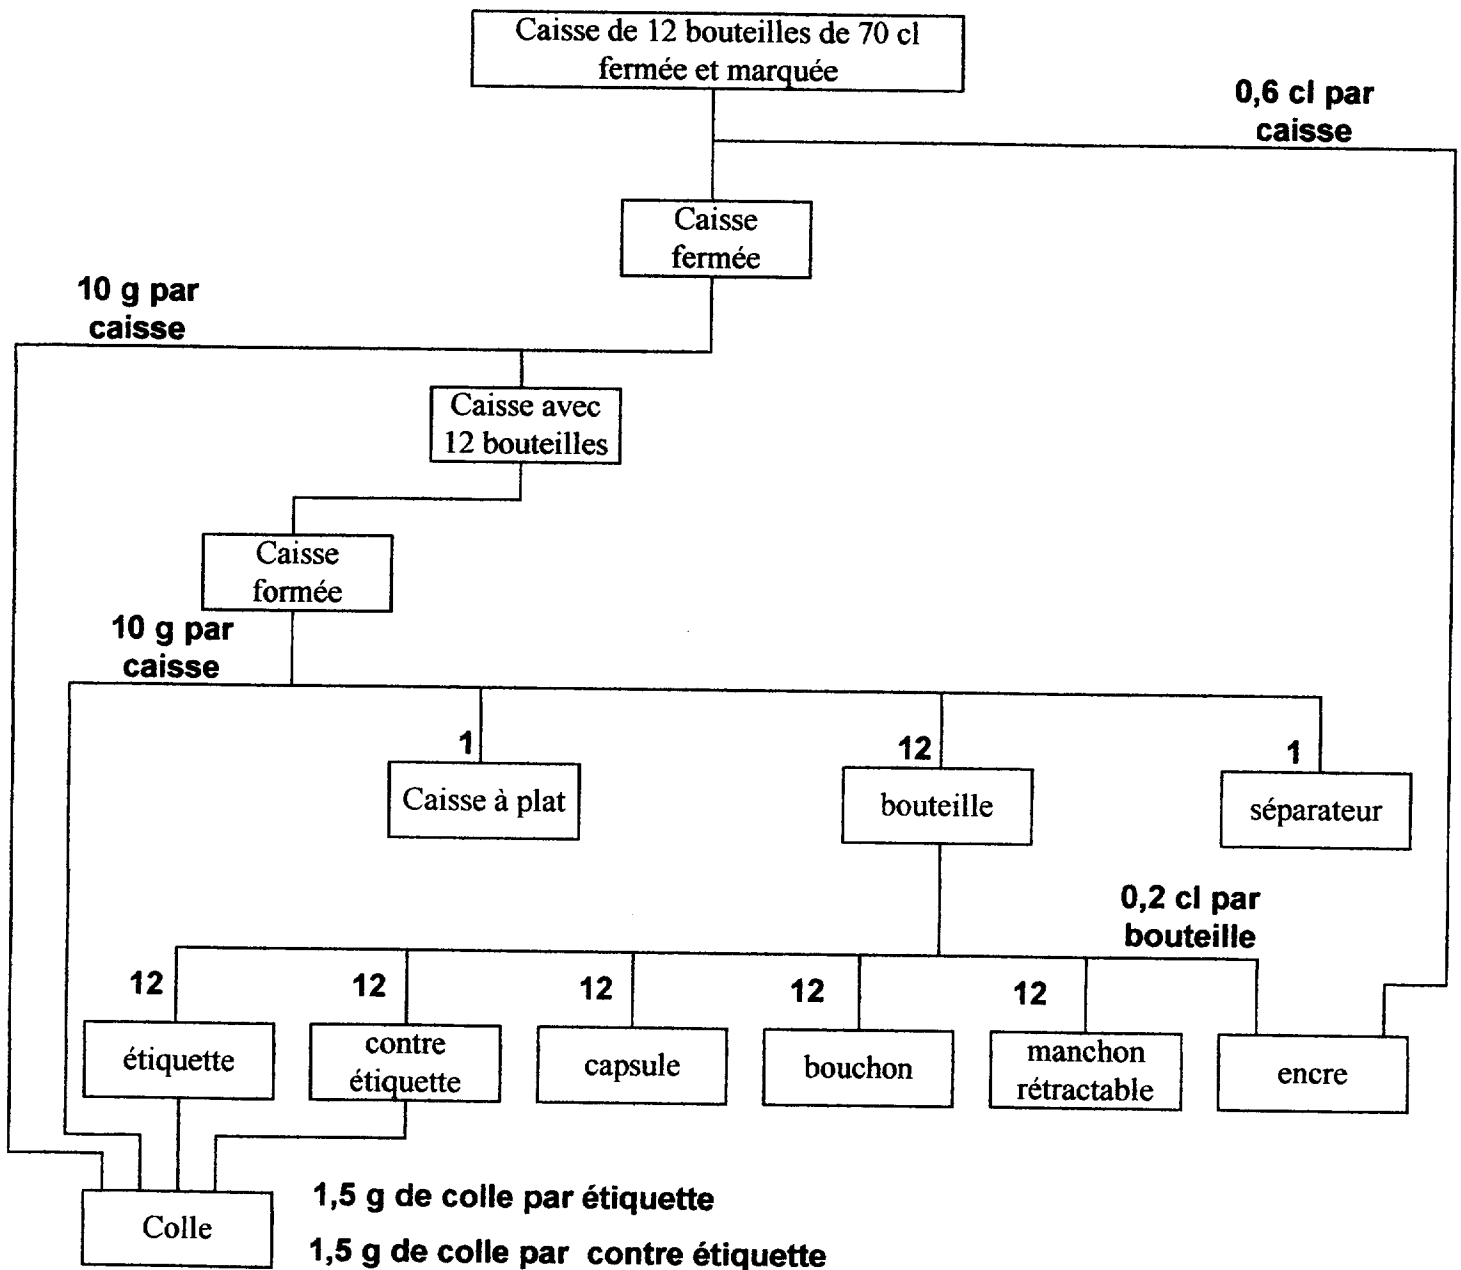 Caisse de 12 bouteilles de 70 cl
fermée et marquée
0,6 cl par
caisse
Caisse
fermée
10 g par
caisse
Caisse avec
12 bouteilles
Caisse
formée
10 g par
caisse
1
12
1
Caisse à plat
bouteille
séparateur
0,2 cl par
bouteille
12
12
12
12
12
étiquette
contre
étiquette
capsule
bouchon
manchon
rétractable
encre
Colle
1,5 g de colle par étiquette
1,5 g de colle par contre étiquette